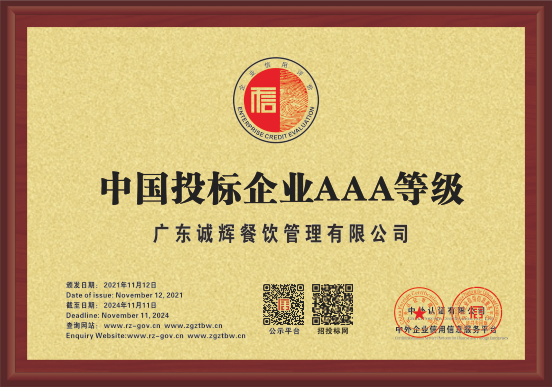 企业信用评价
信
ENTERPRISE CREDIT EVALUATION
中国投标企业AAA等级
广东诚辉餐饮管理有限公司
颁发日期： 2021年11月12日
Date of issue: November 12, 2021
截至日期： 2024年11月11日
Deadline: November 11, 2024
查询网站： www.rz-gov.cn www.zgztbw.cn
Enquiry Website:www.rz-gov.cn www.zgztbw.cn
公示平台
招投标网
中外认证有限公司
中外企业信用信息服务平台